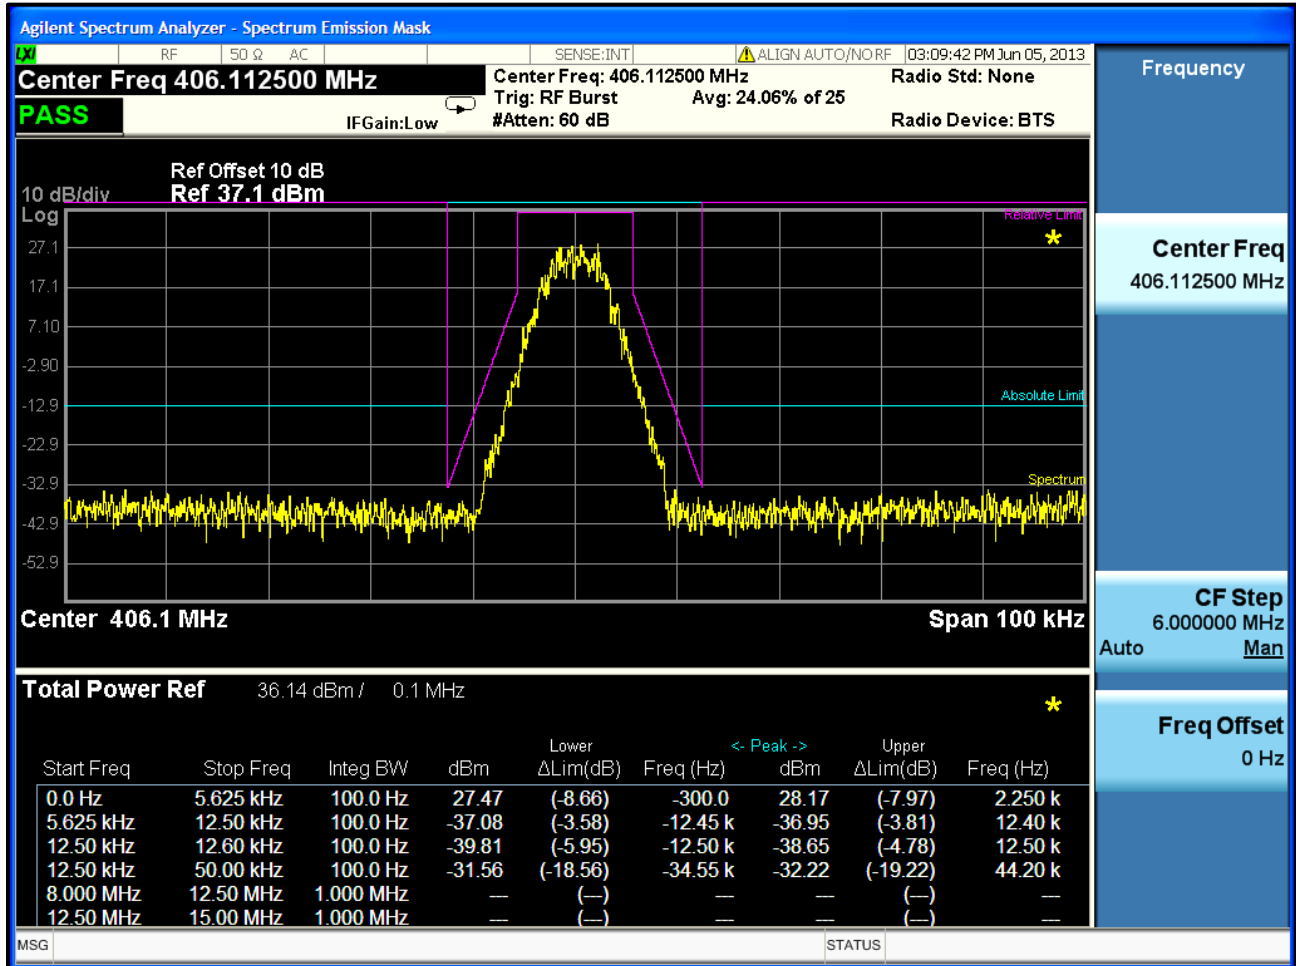 Agilent Spectrum Analyzer - Spectrum Emission Mask
LXI RF 50 Ω AC SENSE:INT ALIGN AUTO/NO RF 03:09:42 PM Jun 05, 2013
Center Freq 406.112500 MHz
Center Freq: 406.112500 MHz Radio Std: None
Trig: RF Burst Avg: 24.06% of 25
PASS
IFGain:Low #Atten: 60 dB Radio Device: BTS
Ref Offset 10 dB
10 dB/div Ref 37.1 dBm
Log
Relative Limit
*
27.1
17.1
7.10
-2.90
Absolute Limit
-12.9
-22.9
-32.9
Spectrum
-42.9
-52.9
Center 406.1 MHz Span 100 kHz
Total Power Ref 36.14 dBm / 0.1 MHz
*
Lower <- Peak -> Upper
Start Freq Stop Freq Integ BW dBm ΔLim(dB) Freq (Hz) dBm ΔLim(dB) Freq (Hz)
0.0 Hz 5.625 kHz 100.0 Hz 27.47 (-8.66) -300.0 28.17 (-7.97) 2.250 k
5.625 kHz 12.50 kHz 100.0 Hz -37.08 (-3.58) -12.45 k -36.95 (-3.81) 12.40 k
12.50 kHz 12.60 kHz 100.0 Hz -39.81 (-5.95) -12.50 k -38.65 (-4.78) 12.50 k
12.50 kHz 50.00 kHz 100.0 Hz -31.56 (-18.56) -34.55 k -32.22 (-19.22) 44.20 k
8.000 MHz 12.50 MHz 1.000 MHz --- (---) --- --- (---) ---
12.50 MHz 15.00 MHz 1.000 MHz --- (---) --- --- (---) ---
MSG STATUS
Frequency
Center Freq
406.112500 MHz
CF Step
6.000000 MHz
Auto Man
Freq Offset
0 Hz